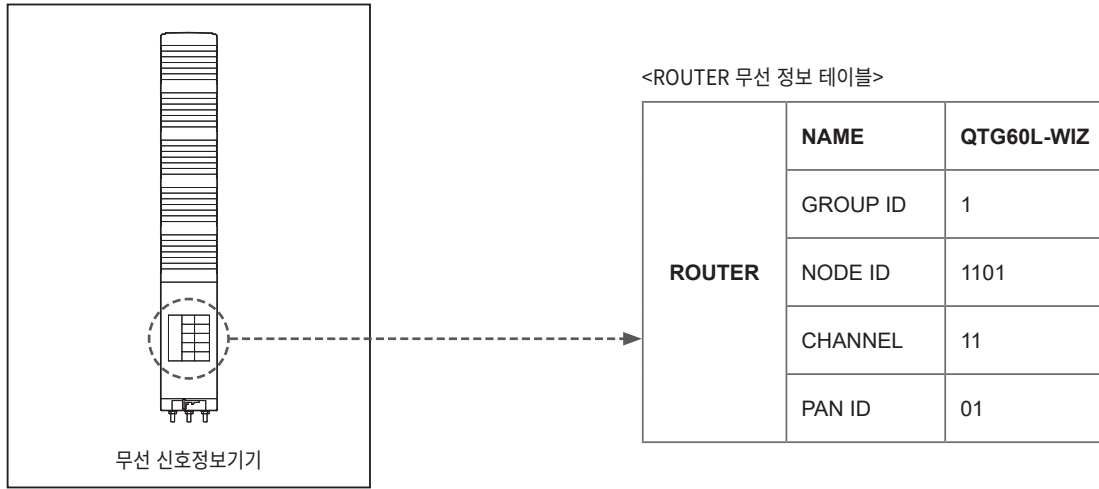 <ROUTER 무선 정보 테이블>
ROUTER
NAME QTG60L-WIZ
GROUP ID 1
NODE ID 1101
CHANNEL 11
PAN ID 01
무선 신호정보기기